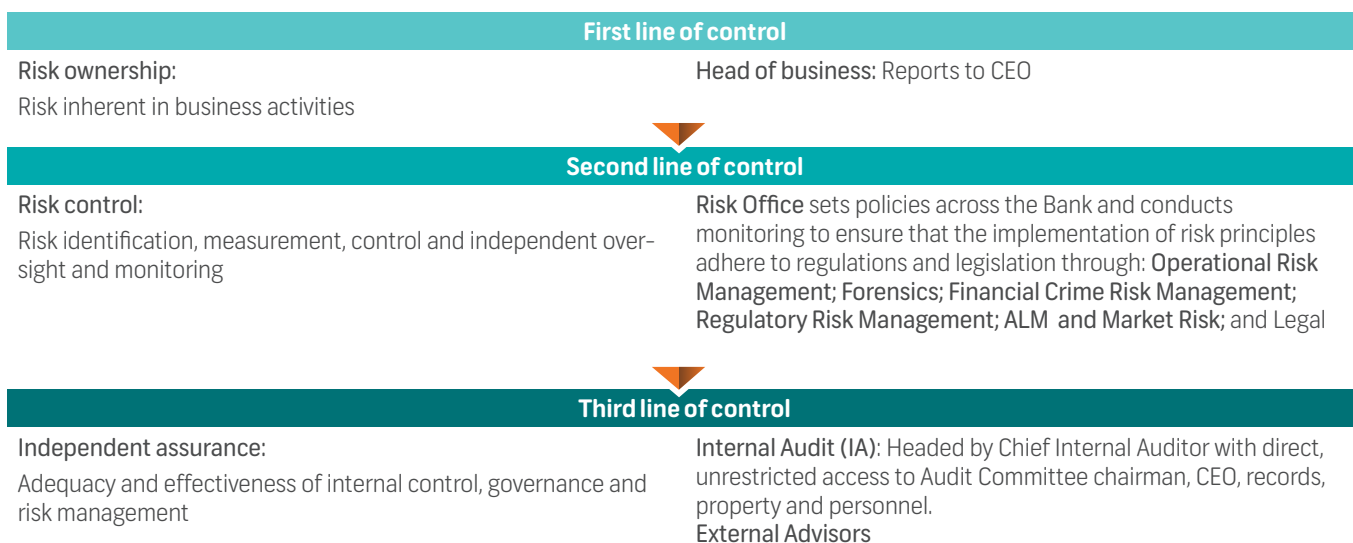 First line of control
Risk ownership:
Risk inherent in business activities
Head of business: Reports to CEO
Second line of control
Risk control:
Risk identification, measurement, control and independent over-
sight and monitoring
Risk Office sets policies across the Bank and conducts
monitoring to ensure that the implementation of risk principles
adhere to regulations and legislation through: Operational Risk
Management; Forensics; Financial Crime Risk Management;
Regulatory Risk Management; ALM and Market Risk; and Legal
Third line of control
Independent assurance:
Adequacy and effectiveness of internal control, governance and
risk management
Internal Audit (IA): Headed by Chief Internal Auditor with direct,
unrestricted access to Audit Committee chairman, CEO, records,
property and personnel.
External Advisors